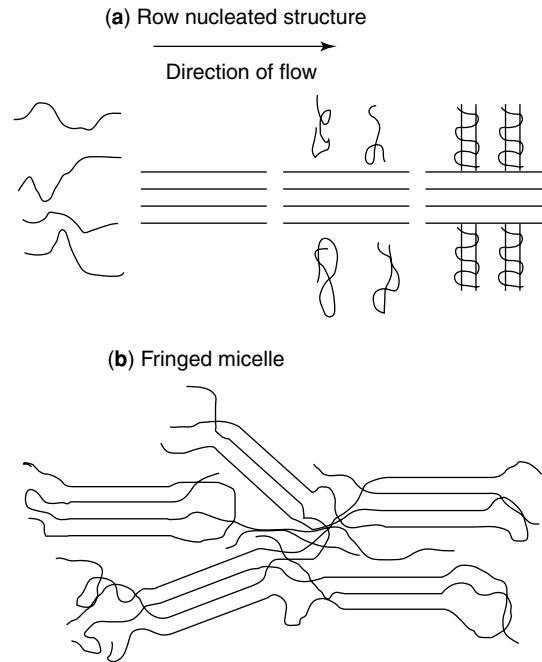 (a) Row nucleated structure
Direction of flow
(b) Fringed micelle